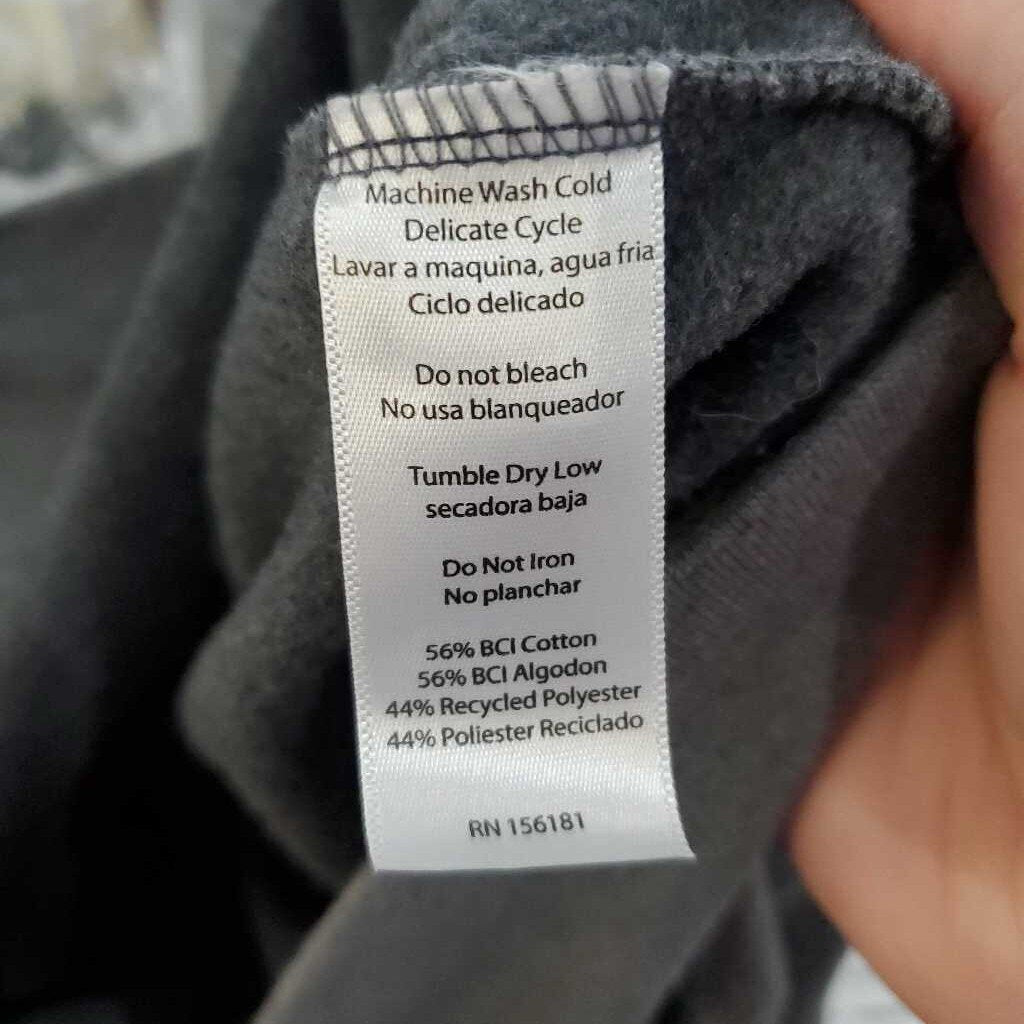 Machine Wash Cold
Delicate Cycle
Lavar a maquina, agua fria
Ciclo delicado
Do not bleach
No usa blanqueador
Tumble Dry Low
secadora baja
Do Not Iron
No planchar
56% BCI Cotton
56% BCI Algodon
44% Recycled Polyester
44% Poliester Reciclado
RN 156181